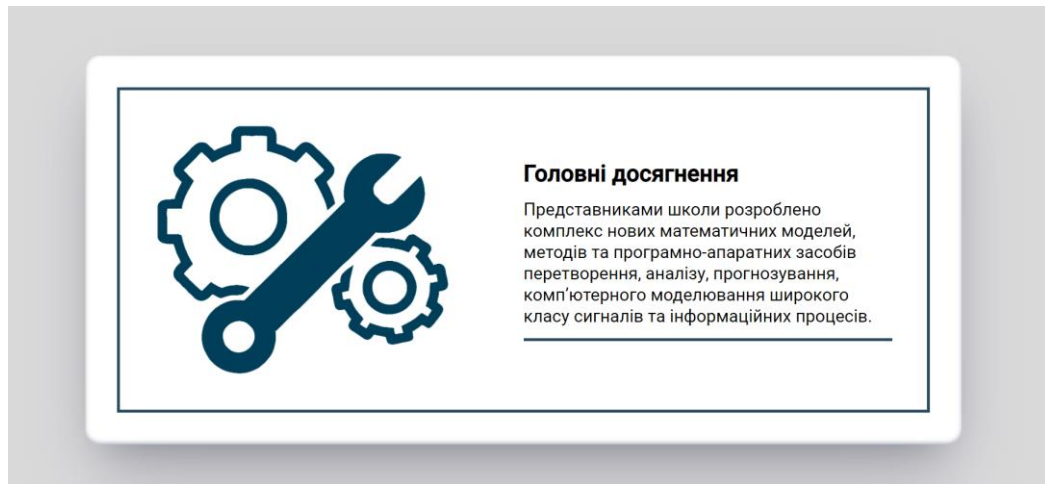 Головні досягнення
Представниками школи розроблено
комплекс нових математичних моделей,
методів та програмно-апаратних засобів
перетворення, аналізу, прогнозування,
комп'ютерного моделювання широкого
класу сигналів та інформаційних процесів.